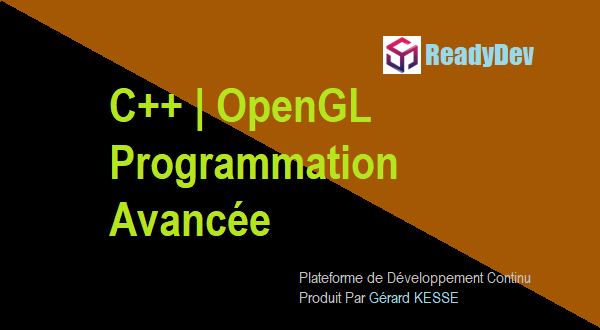 ReadyDev
C++ | OpenGL
Programmation
Avancée
Plateforme de Développement Continu
Produit Par Gérard KESSE